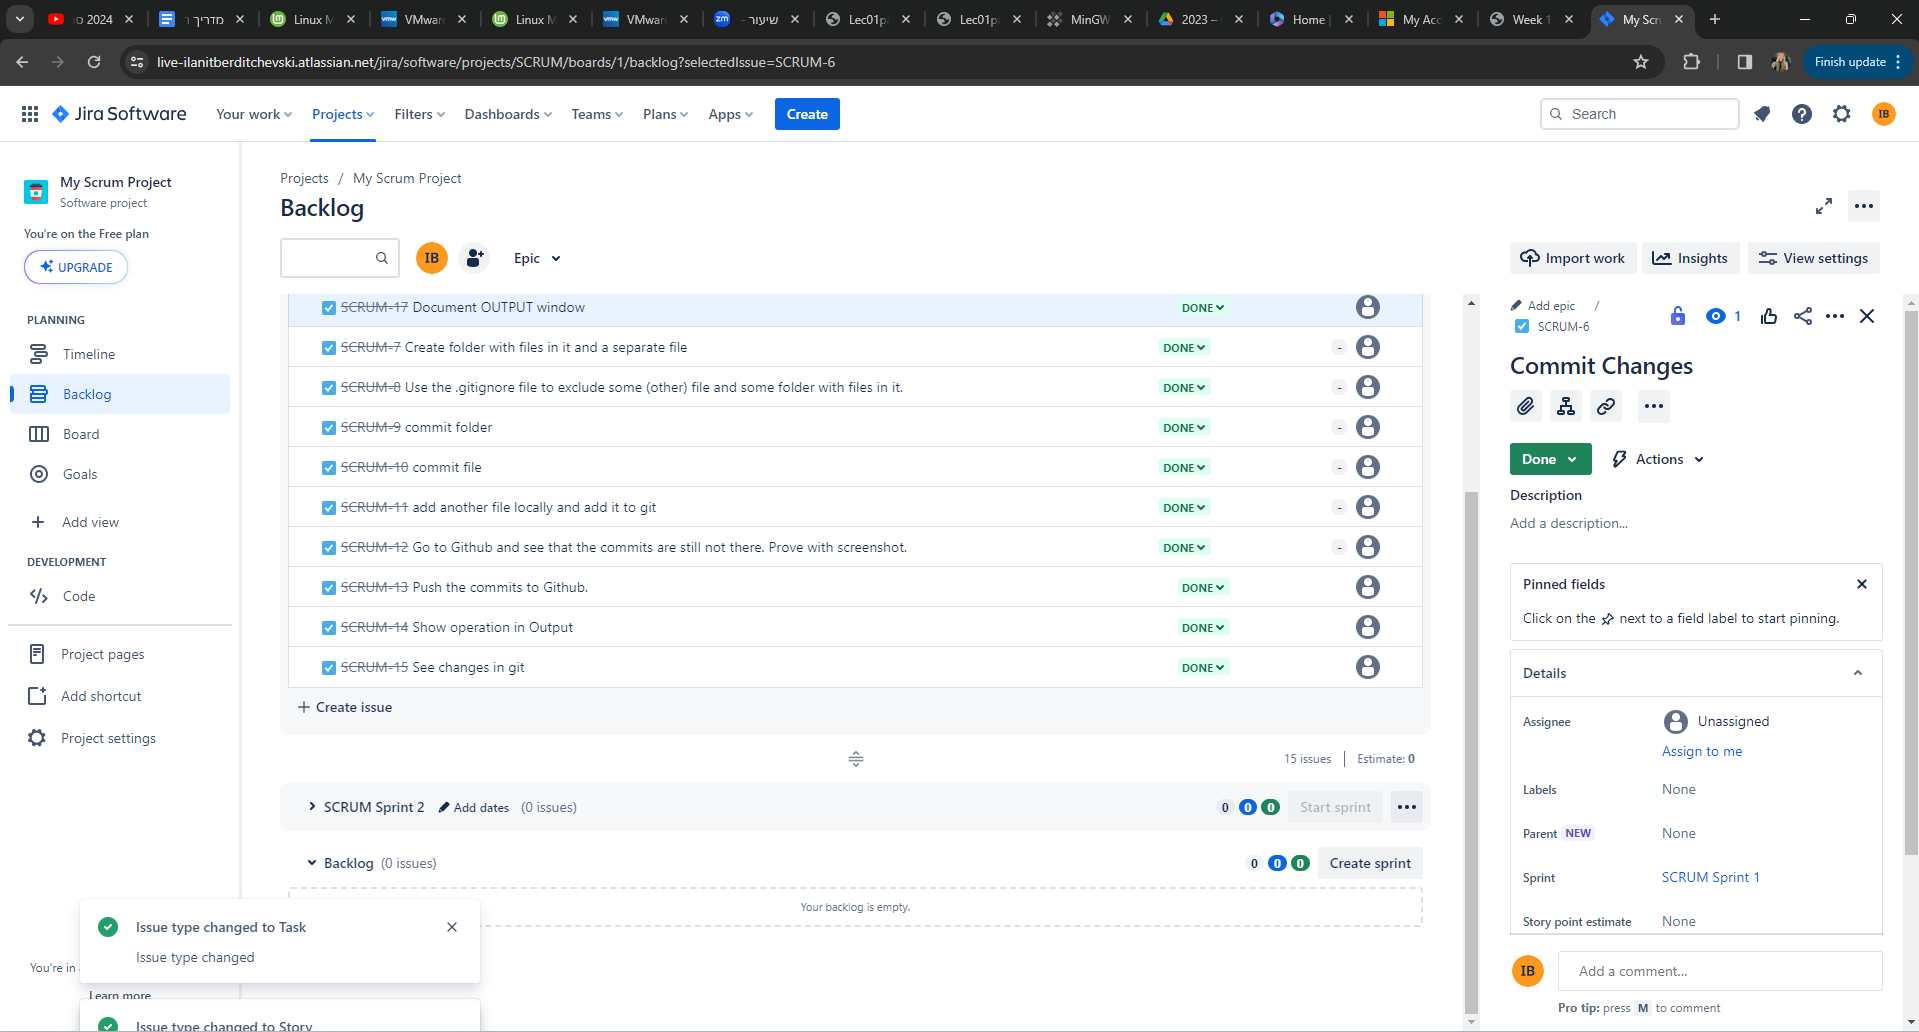 2024 סר
מדריך ר
Linux M
VMware
Linux M
VMware
שיעור -
Lec01pa
Lec01pa
MinGW
2023 –
Home |
My Acc
Week 1
My Scr
live-ilanitberditchevski.atlassian.net/jira/software/projects/SCRUM/boards/1/backlog?selectedIssue=SCRUM-6
Finish update
Jira Software
Your work
Projects
Filters
Dashboards
Teams
Plans
Apps
Create
Search
IB
My Scrum Project
Software project
You're on the Free plan
UPGRADE
PLANNING
Timeline
Backlog
Board
Goals
Add view
DEVELOPMENT
Code
Project pages
Add shortcut
Project settings
You're in
Learn more
Projects / My Scrum Project
Backlog
IB
Epic
Import work
Insights
View settings
SCRUM-17 Document OUTPUT window DONE
SCRUM-7 Create folder with files in it and a separate file DONE -
SCRUM-8 Use the .gitignore file to exclude some (other) file and some folder with files in it. DONE -
SCRUM-9 commit folder DONE -
SCRUM-10 commit file DONE -
SCRUM-11 add another file locally and add it to git DONE -
SCRUM-12 Go to Github and see that the commits are still not there. Prove with screenshot. DONE -
SCRUM-13 Push the commits to Github. DONE
SCRUM-14 Show operation in Output DONE
SCRUM-15 See changes in git DONE
+ Create issue
15 issues | Estimate: 0
SCRUM Sprint 2 Add dates (0 issues) 0 0 0 Start sprint
Backlog (0 issues) 0 0 0 Create sprint
Your backlog is empty.
Issue type changed to Task
Issue type changed
Issue type changed to Story
Add epic /
SCRUM-6
1
Commit Changes
Done
Actions
Description
Add a description...
Pinned fields
Click on the next to a field label to start pinning.
Details
Assignee Unassigned
Assign to me
Labels None
Parent NEW None
Sprint SCRUM Sprint 1
Story point estimate None
IB Add a comment...
Pro tip: press M to comment